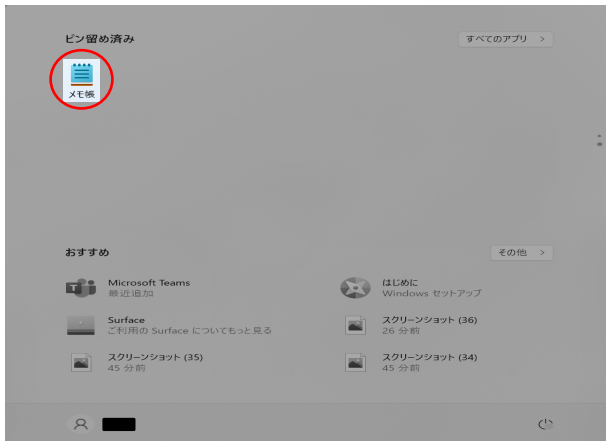 ピン留め済み
すべてのアプリ >
メモ帳
おすすめ
その他 >
Microsoft Teams
最近追加
はじめに
Windows セットアップ
Surface
ご利用の Surface についてもっと見る
スクリーンショット (36)
26 分前
スクリーンショット (35)
45 分前
スクリーンショット (34)
45 分前